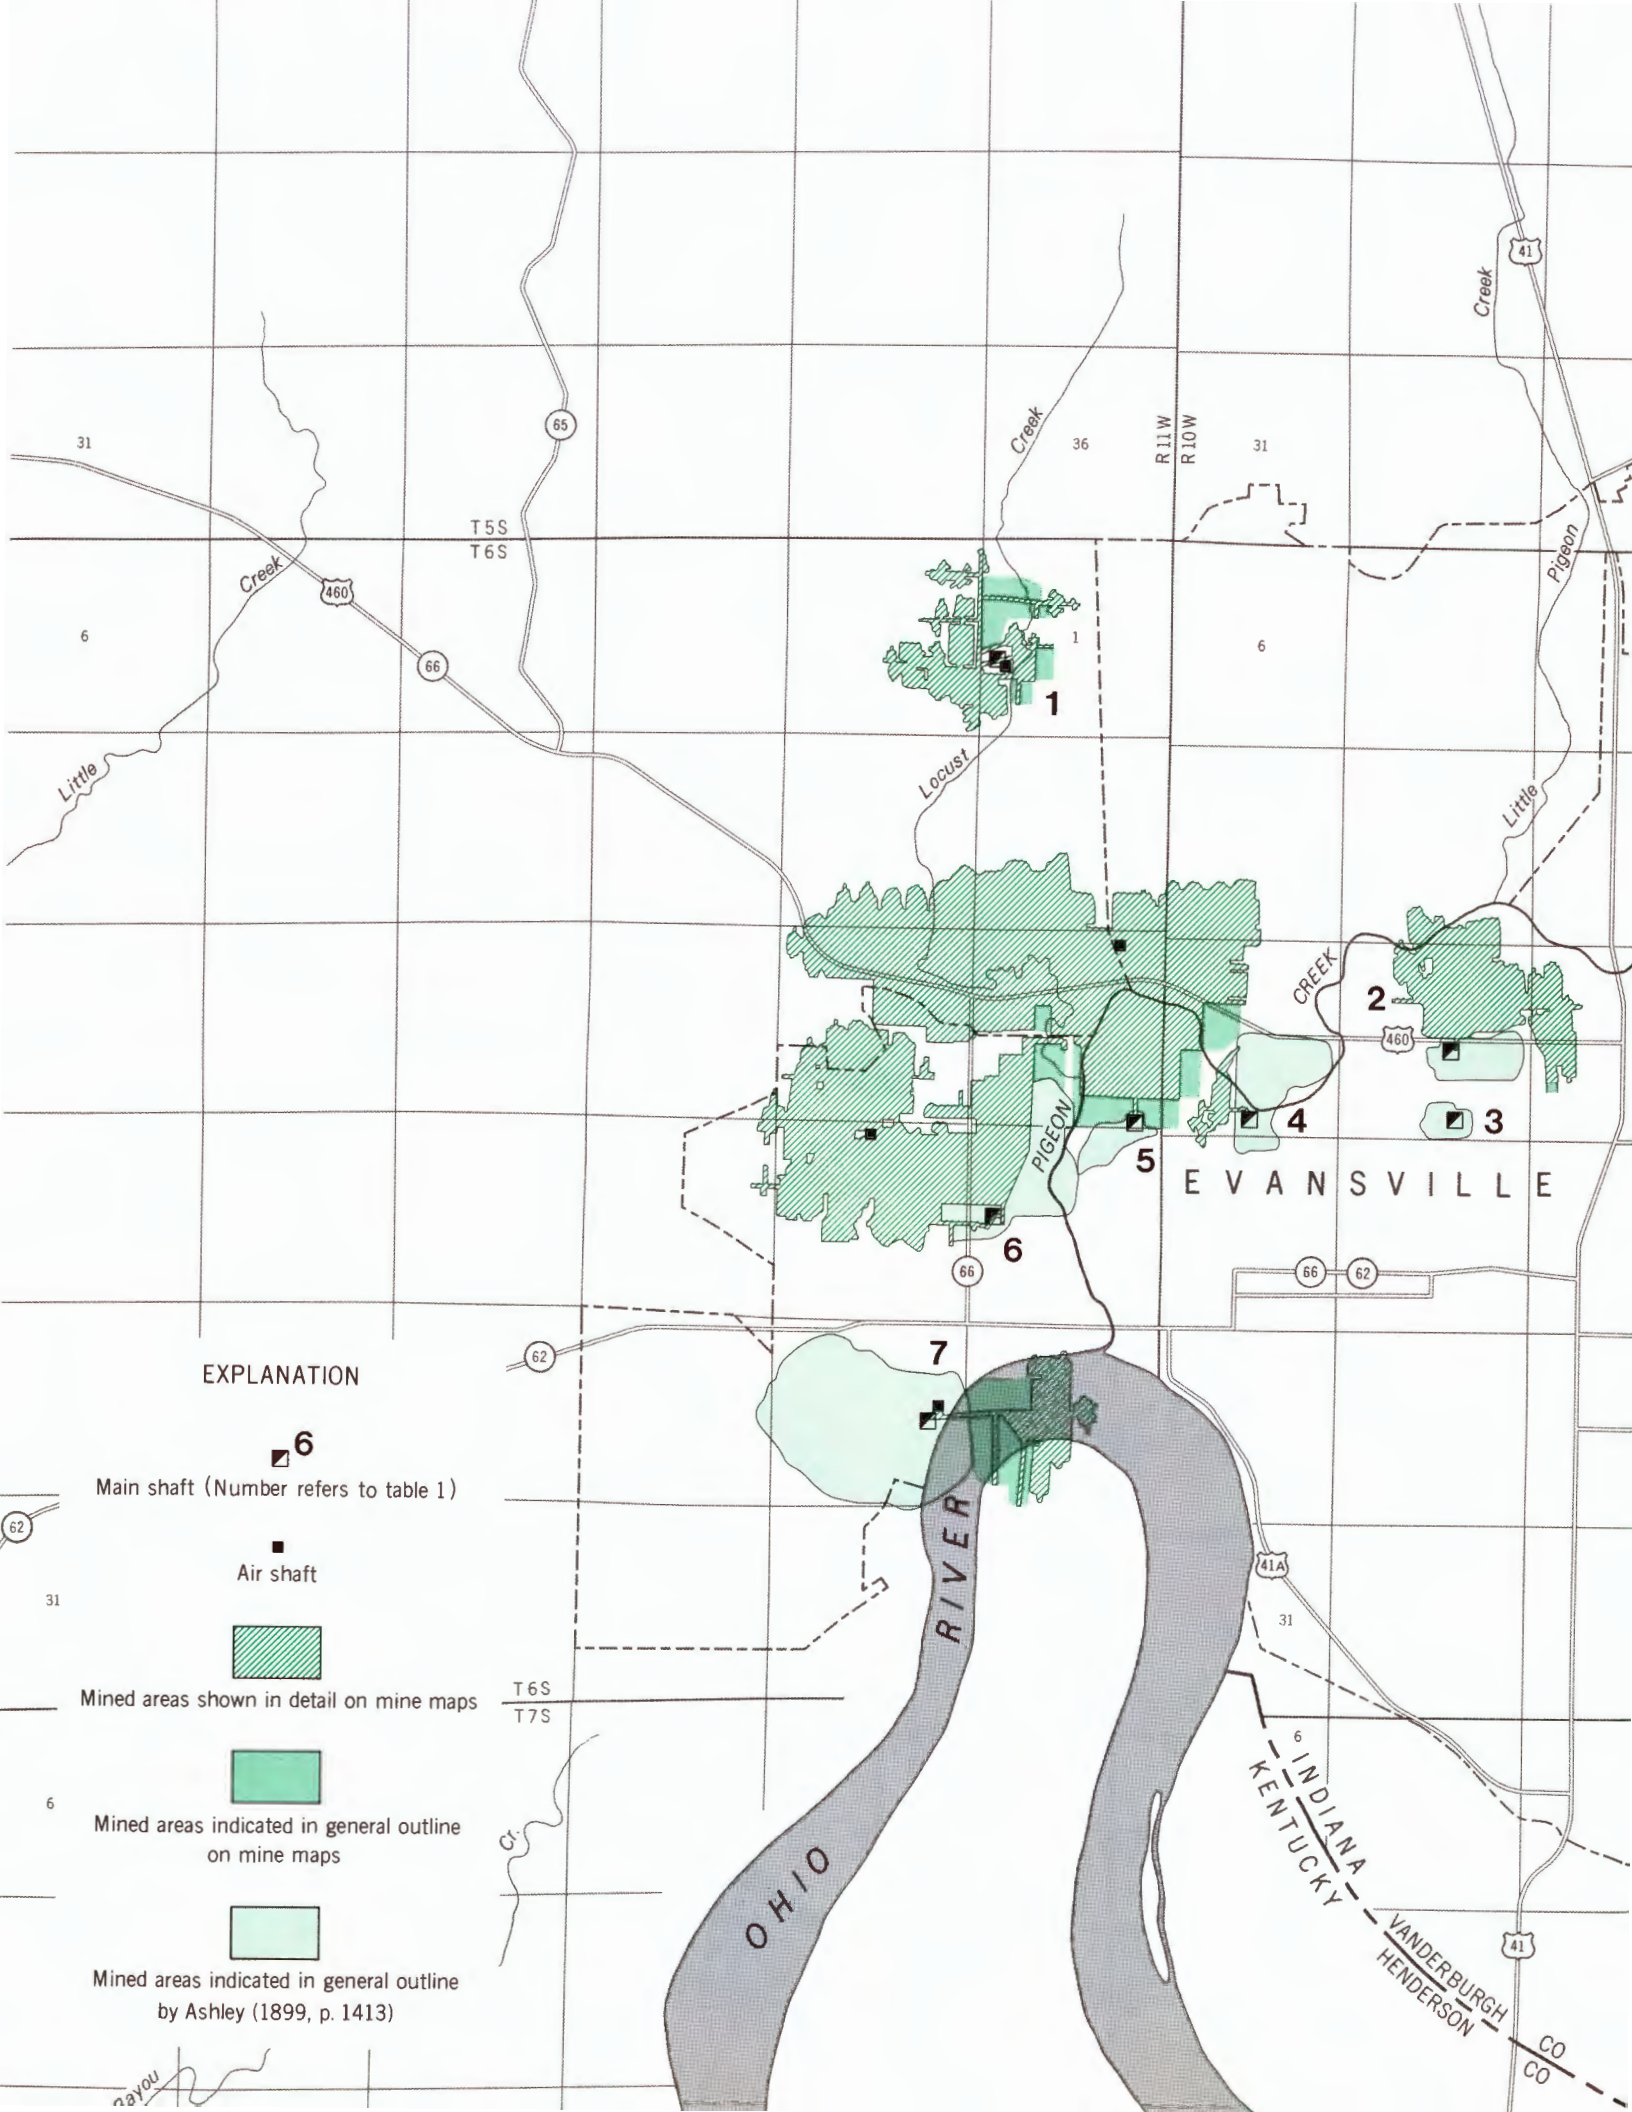 41
Creek
65
Creek
31
36
R11W
R10W
31
T5S
T6S
Creek
460
Pigeon
6
66
1
6
1
Locust
Little
Little
CREEK
2
460
PIGEON
4
3
5
EVANSVILLE
6
66
66
62
7
62
EXPLANATION
6
Main shaft (Number refers to table 1)
62
Air shaft
41A
RIVER
31
31
Mined areas shown in detail on mine maps
T6S
T7S
6
INDIANA
KENTUCKY
6
Mined areas indicated in general outline
on mine maps
Cr.
OHIO
41
VANDERBURGH CO
HENDERSON CO
Mined areas indicated in general outline
by Ashley (1899, p. 1413)
Bayou